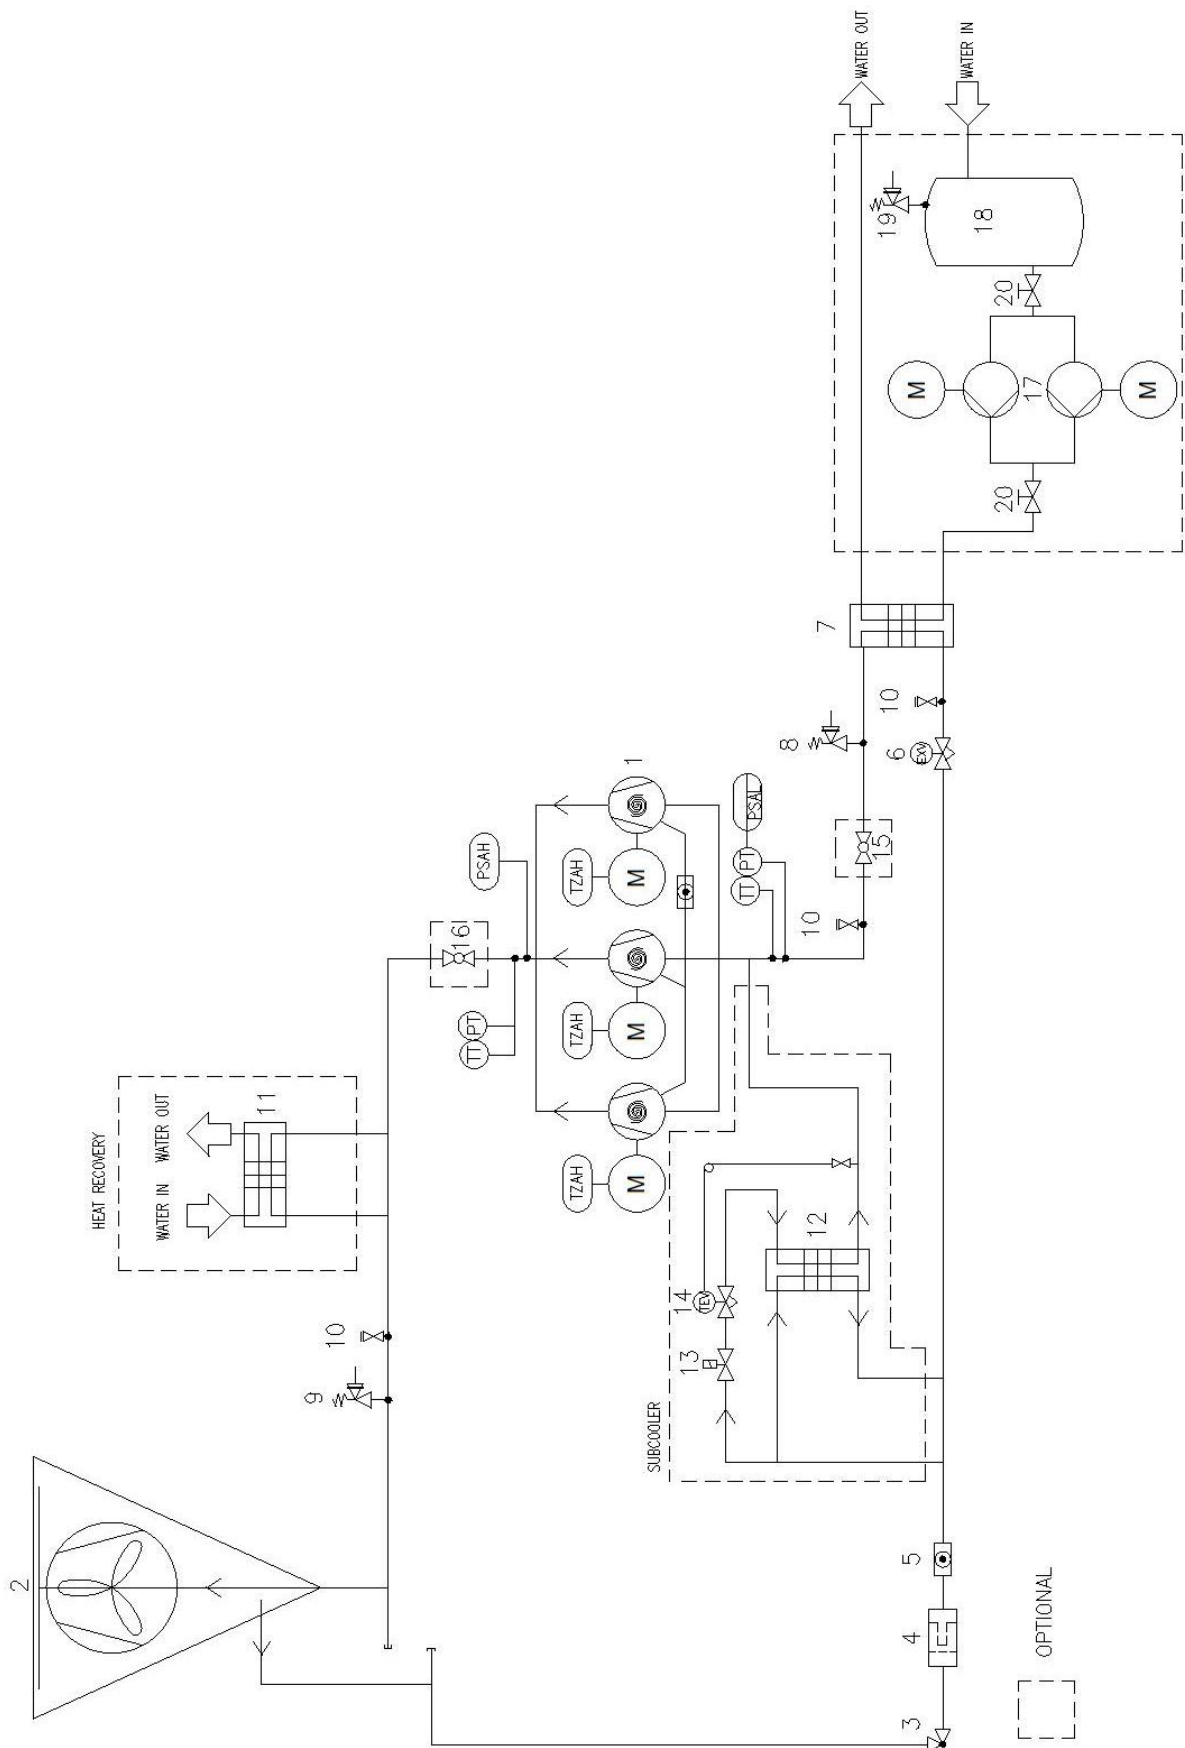 WATER OUT
WATER IN
19
18
20
M
17
M
20
7
10
8
6
EXV
1
PSAL
15
PSAH
TZAH
M
PT
TT
10
16
TZAH
M
PT
TT
TZAH
M
HEAT RECOVERY
WATER IN
WATER OUT
11
12
14
TEV
13
SUBCOOLER
10
9
2
5
4
3
OPTIONAL